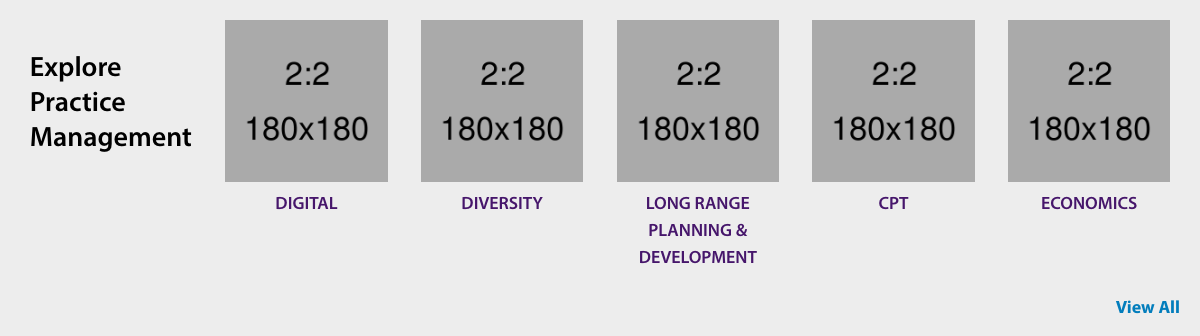 Explore
Practice
Management
2:2
180x180
DIGITAL
2:2
180x180
DIVERSITY
2:2
180x180
LONG RANGE
PLANNING &
DEVELOPMENT
2:2
180x180
CPT
2:2
180x180
ECONOMICS
View All